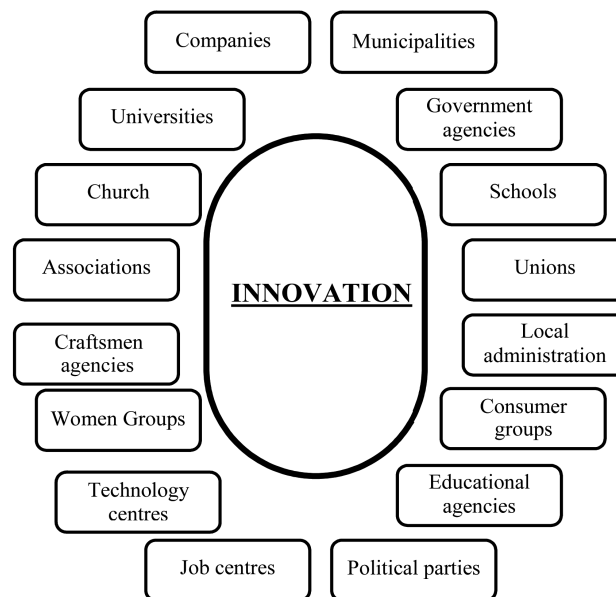 Companies
Municipalities
Universities
Government
agencies
Church
Schools
Associations
Unions
INNOVATION
Craftsmen
agencies
Local
administration
Women Groups
Consumer
groups
Technology
centres
Educational
agencies
Job centres
Political parties